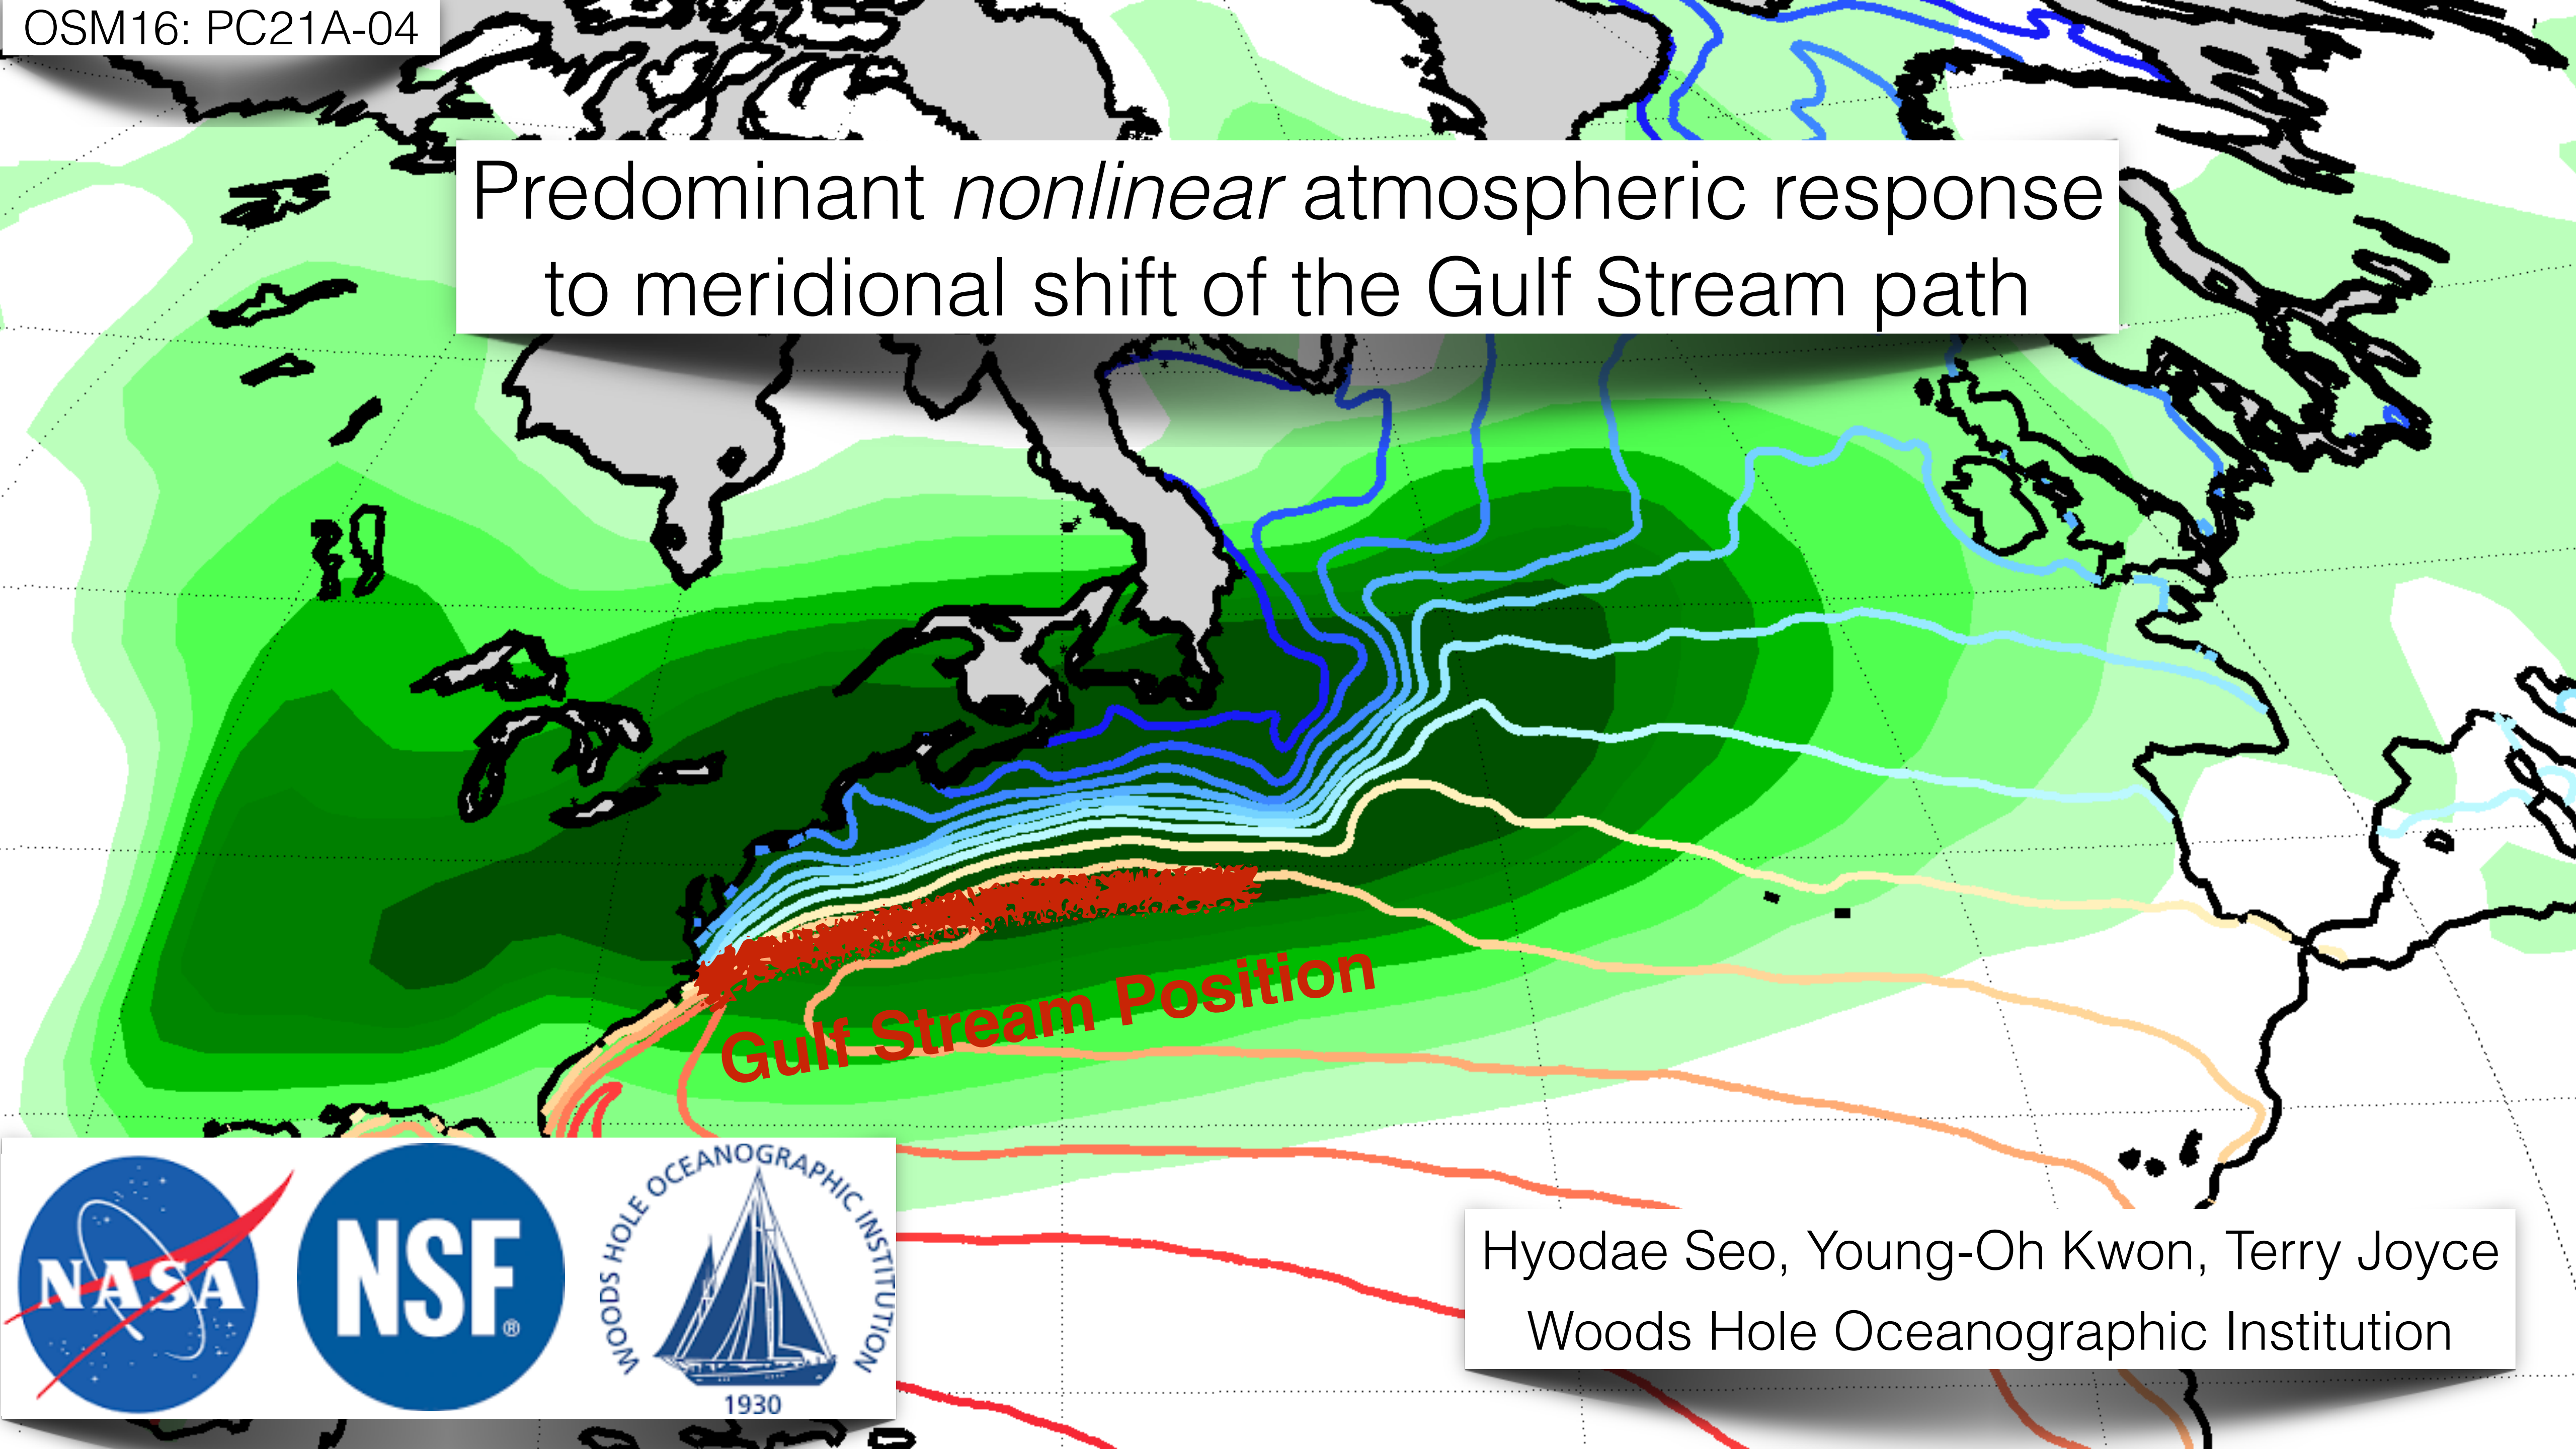 OSM16: PC21A-04
Predominant nonlinear atmospheric response
to meridional shift of the Gulf Stream path
Gulf Stream Position
NASA
NSF®
WOODS HOLE OCEANOGRAPHIC INSTITUTION
1930
Hyodae Seo, Young-Oh Kwon, Terry Joyce
Woods Hole Oceanographic Institution